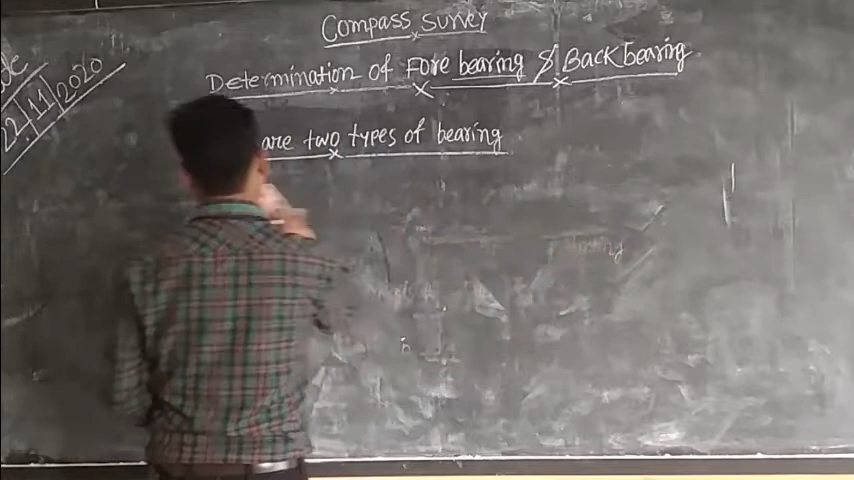 Compass survey
Determination of Fore bearing & Back bearing
22/11/2020
are two types of bearing